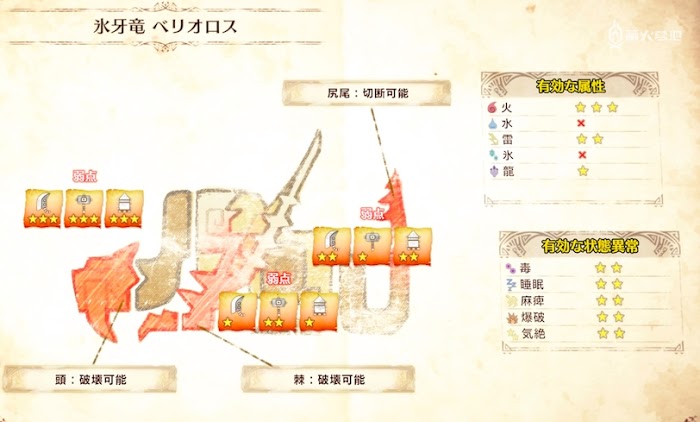 氷牙竜 ベリオロス
尻尾：切断可能
弱点
★★★ ★★★ ★★★
弱点
★★ ★ ★★
弱点
★ ★★ ★
頭：破壊可能
棘：破壊可能
有効な属性
火 ★★★
水 ×
雷 ★★
氷 ×
龍 ★
有効な状態異常
毒 ★★
睡眠 ★★
麻痺 ★★
爆破 ★★
気絶 ★★